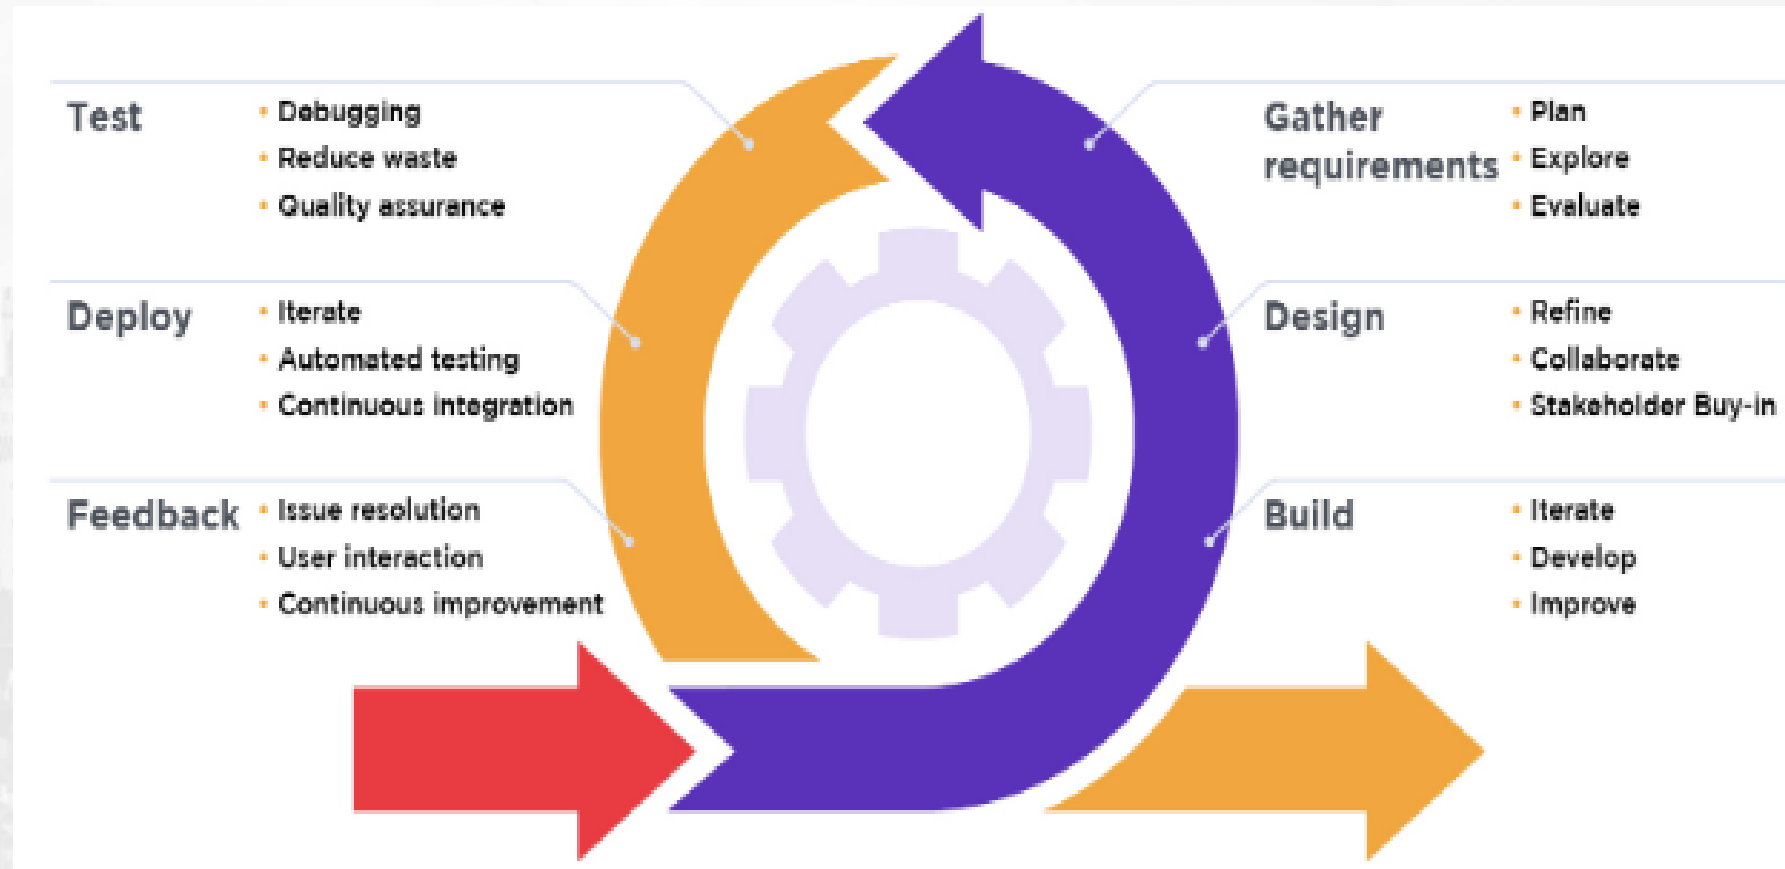 Test
• Debugging
• Reduce waste
• Quality assurance
Deploy
• Iterate
• Automated testing
• Continuous integration
Feedback
• Issue resolution
• User interaction
• Continuous improvement
Gather
requirements
• Plan
• Explore
• Evaluate
Design
• Refine
• Collaborate
• Stakeholder Buy-in
Build
• Iterate
• Develop
• Improve